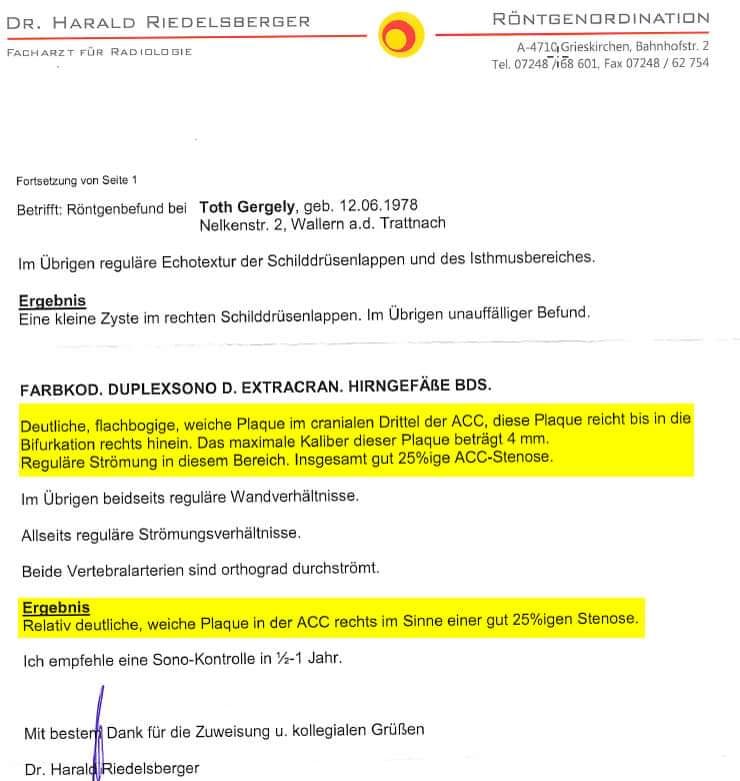 DR. HARALD RIEDELSBERGER
FACHARZT FÜR RADIOLOGIE
RÖNTGENORDINATION
A-4710 Grieskirchen, Bahnhofstr. 2
Tel. 07248 / 68 601, Fax 07248 / 62 754
Fortsetzung von Seite 1
Betrifft: Röntgenbefund bei Toth Gergely, geb. 12.06.1978
Nelkenstr. 2, Wallern a.d. Trattnach
Im Übrigen reguläre Echotextur der Schilddrüsenlappen und des Isthmusbereiches.
Ergebnis
Eine kleine Zyste im rechten Schilddrüsenlappen. Im Übrigen unauffälliger Befund.
FARBKOD. DUPLEXSONO D. EXTRACRAN. HIRNGEFÄßE BDS.
Deutliche, flachbogige, weiche Plaque im cranialen Drittel der ACC, diese Plaque reicht bis in die
Bifurkation rechts hinein. Das maximale Kaliber dieser Plaque beträgt 4 mm.
Reguläre Strömung in diesem Bereich. Insgesamt gut 25%ige ACC-Stenose.
Im Übrigen beidseits reguläre Wandverhältnisse.
Allseits reguläre Strömungsverhältnisse.
Beide Vertebralarterien sind orthograd durchströmt.
Ergebnis
Relativ deutliche, weiche Plaque in der ACC rechts im Sinne einer gut 25%igen Stenose.
Ich empfehle eine Sono-Kontrolle in ½-1 Jahr.
Mit bestem Dank für die Zuweisung u. kollegialen Grüßen
Dr. Harald Riedelsberger